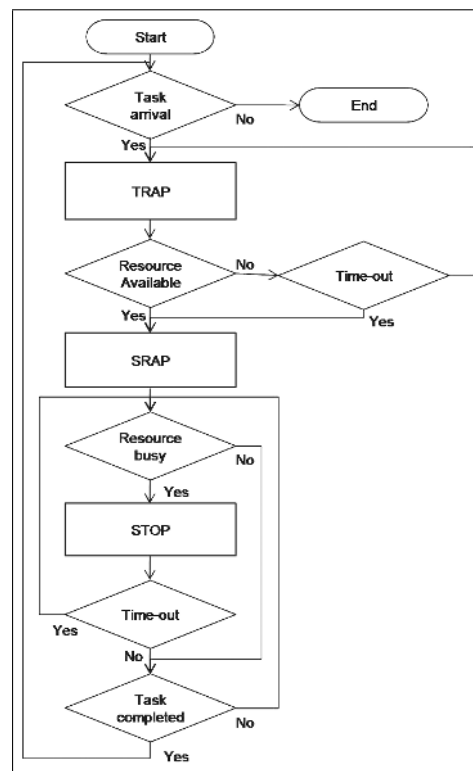 Start
Task
arrival
No
End
Yes
TRAP
Resource
Available
No
Time-out
Yes
Yes
SRAP
Resource
busy
No
Yes
STOP
Time-out
Yes
No
Task
completed
No
Yes